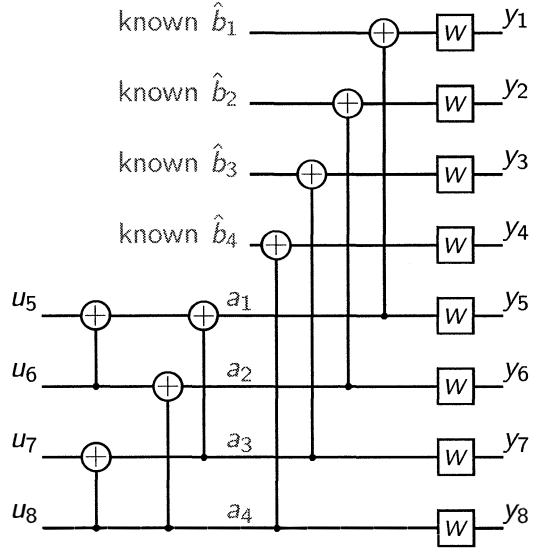 known b̂₁ W y₁
known b̂₂ W y₂
known b̂₃ W y₃
known b̂₄ W y₄
u₅ a₁ W y₅
u₆ a₂ W y₆
u₇ a₃ W y₇
u₈ a₄ W y₈